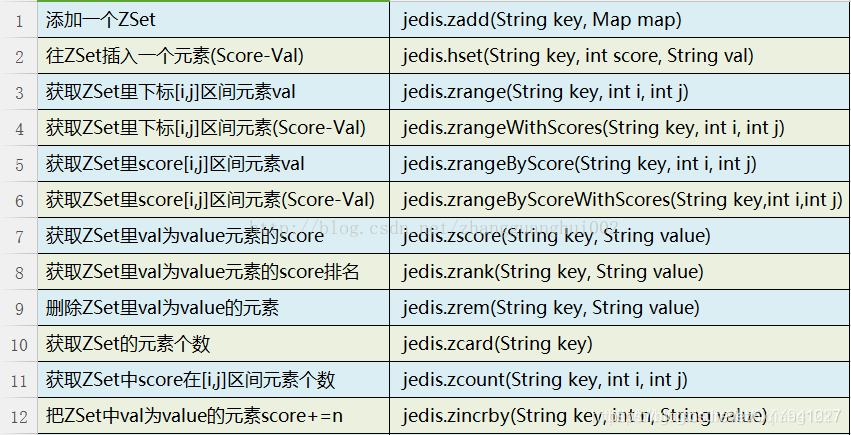 1 添加一个ZSet jedis.zadd(String key, Map map)
2 往ZSet插入一个元素(Score-Val) jedis.hset(String key, int score, String val)
3 获取ZSet里下标[i,j]区间元素val jedis.zrange(String key, int i, int j)
4 获取ZSet里下标[i,j]区间元素(Score-Val) jedis.zrangeWithScores(String key, int i, int j)
5 获取ZSet里score[i,j]区间元素val jedis.zrangeByScore(String key, int i, int j)
6 获取ZSet里score[i,j]区间元素(Score-Val) jedis.zrangeByScoreWithScores(String key,int i,int j)
7 获取ZSet里val为value元素的score jedis.zscore(String key, String value)
8 获取ZSet里val为value元素的score排名 jedis.zrank(String key, String value)
9 删除ZSet里val为value的元素 jedis.zrem(String key, String value)
10 获取ZSet的元素个数 jedis.zcard(String key)
11 获取ZSet中score在[i,j]区间元素个数 jedis.zcount(String key, int i, int j)
12 把ZSet中val为value的元素score+=n jedis.zincrby(String key, int n, String value)